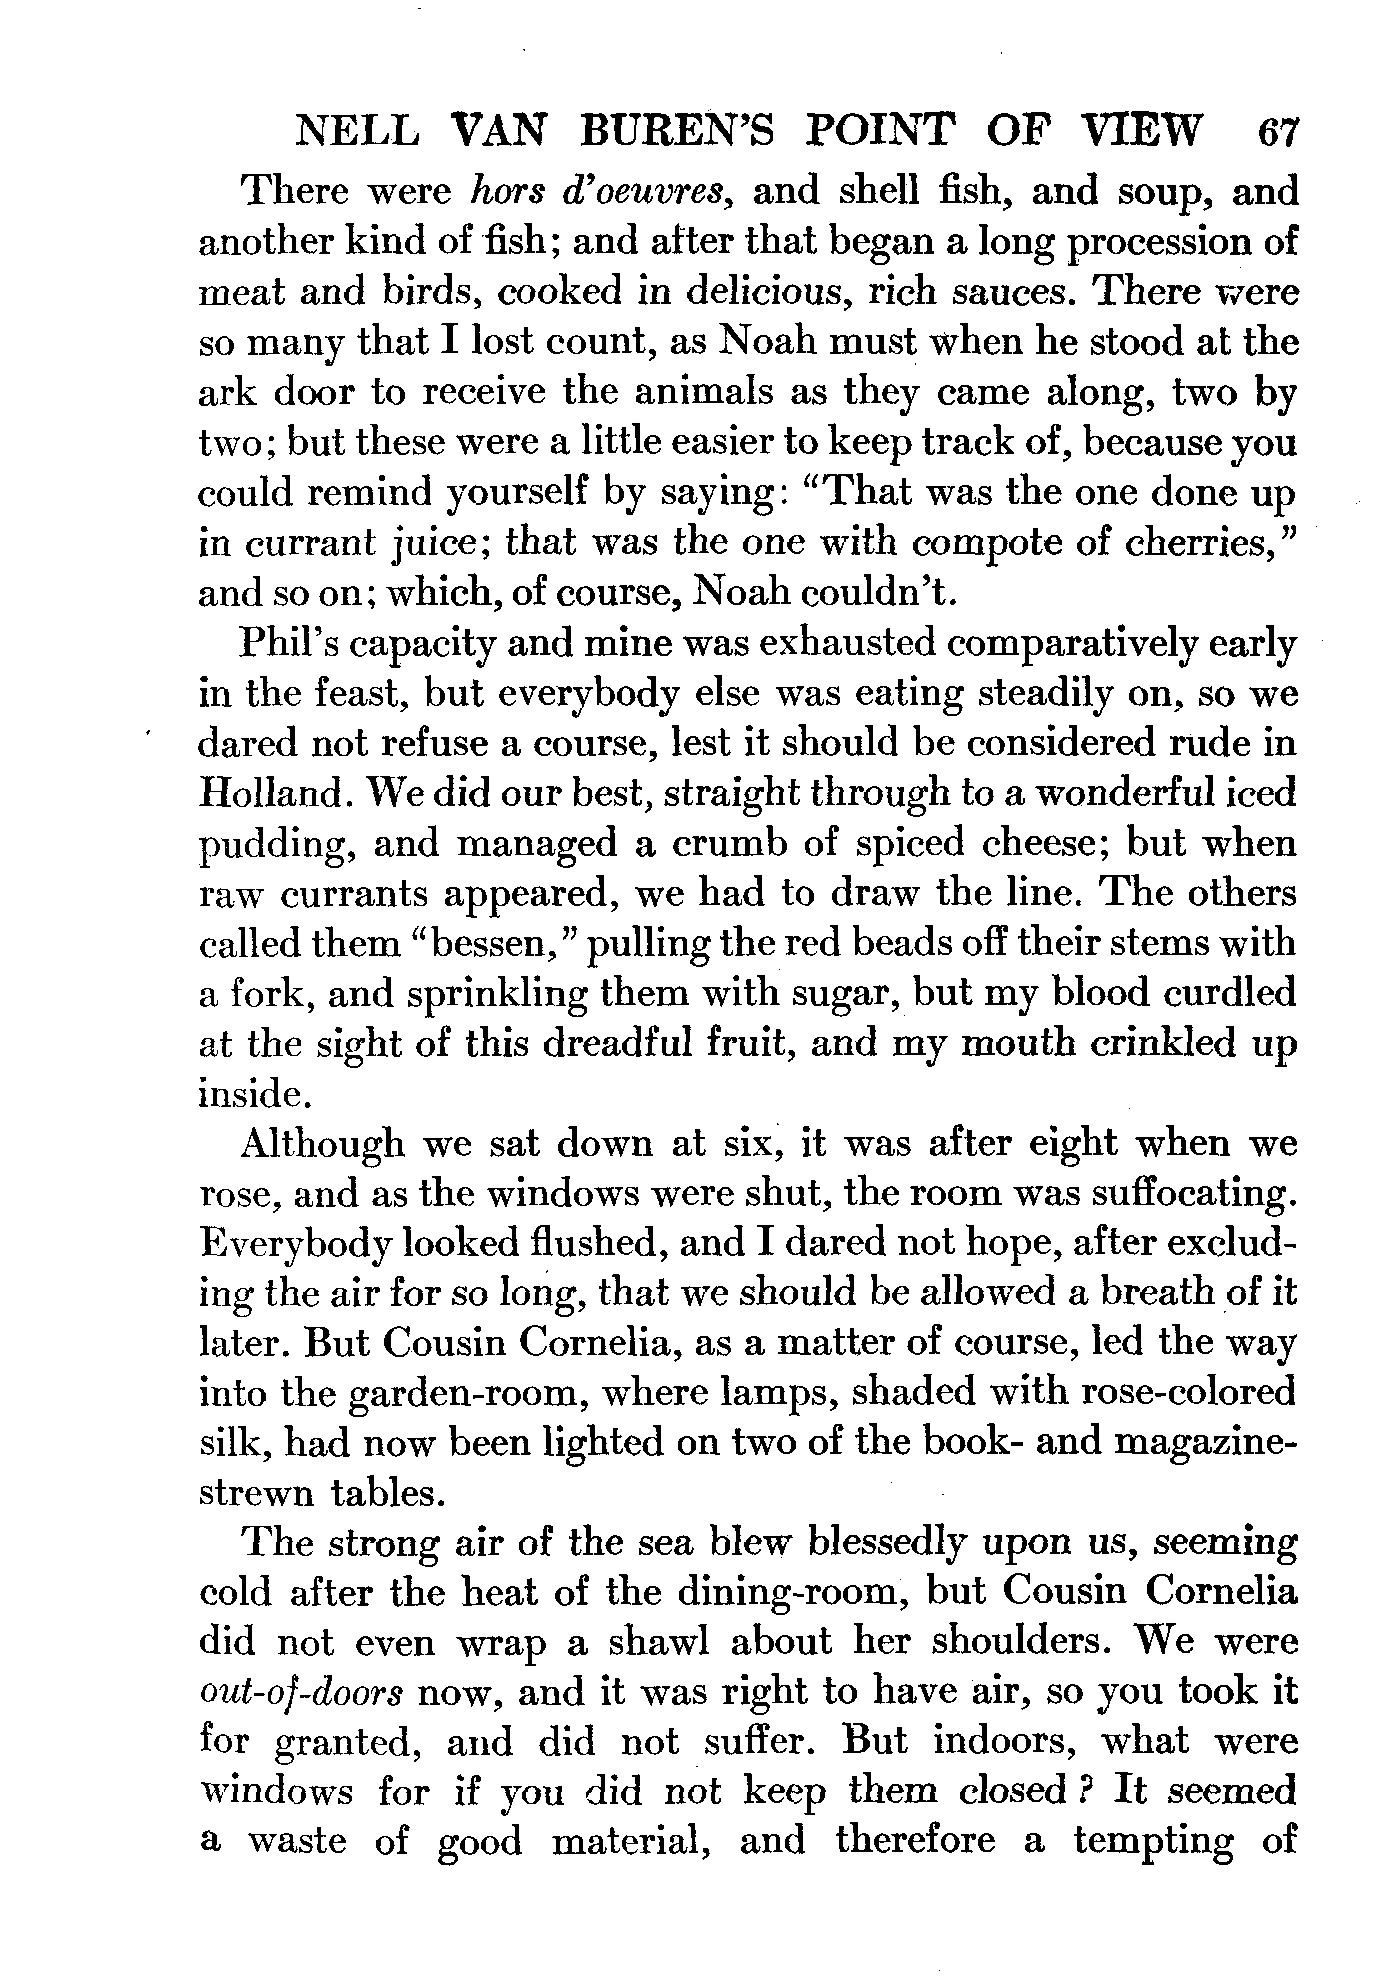 NELL VAN BUREN'S POINT OF VIEW 67
There were hors d'oeuvres, and shell fish, and soup, and
another kind of fish; and after that began a long procession of
meat and birds, cooked in delicious, rich sauces. There were
so many that I lost count, as Noah must when he stood at the
ark door to receive the animals as they came along, two by
two; but these were a little easier to keep track of, because you
could remind yourself by saying: "That was the one done up
in currant juice; that was the one with compote of cherries,"
and so on; which, of course, Noah couldn't.
Phil's capacity and mine was exhausted comparatively early
in the feast, but everybody else was eating steadily on, so we
dared not refuse a course, lest it should be considered rude in
Holland. We did our best, straight through to a wonderful iced
pudding, and managed a crumb of spiced cheese; but when
raw currants appeared, we had to draw the line. The others
called them "bessen," pulling the red beads off their stems with
a fork, and sprinkling them with sugar, but my blood curdled
at the sight of this dreadful fruit, and my mouth crinkled up
inside.
Although we sat down at six, it was after eight when we
rose, and as the windows were shut, the room was suffocating.
Everybody looked flushed, and I dared not hope, after exclud-
ing the air for so long, that we should be allowed a breath of it
later. But Cousin Cornelia, as a matter of course, led the way
into the garden-room, where lamps, shaded with rose-colored
silk, had now been lighted on two of the book- and magazine-
strewn tables.
The strong air of the sea blew blessedly upon us, seeming
cold after the heat of the dining-room, but Cousin Cornelia
did not even wrap a shawl about her shoulders. We were
out-of-doors now, and it was right to have air, so you took it
for granted, and did not suffer. But indoors, what were
windows for if you did not keep them closed? It seemed
a waste of good material, and therefore a tempting of